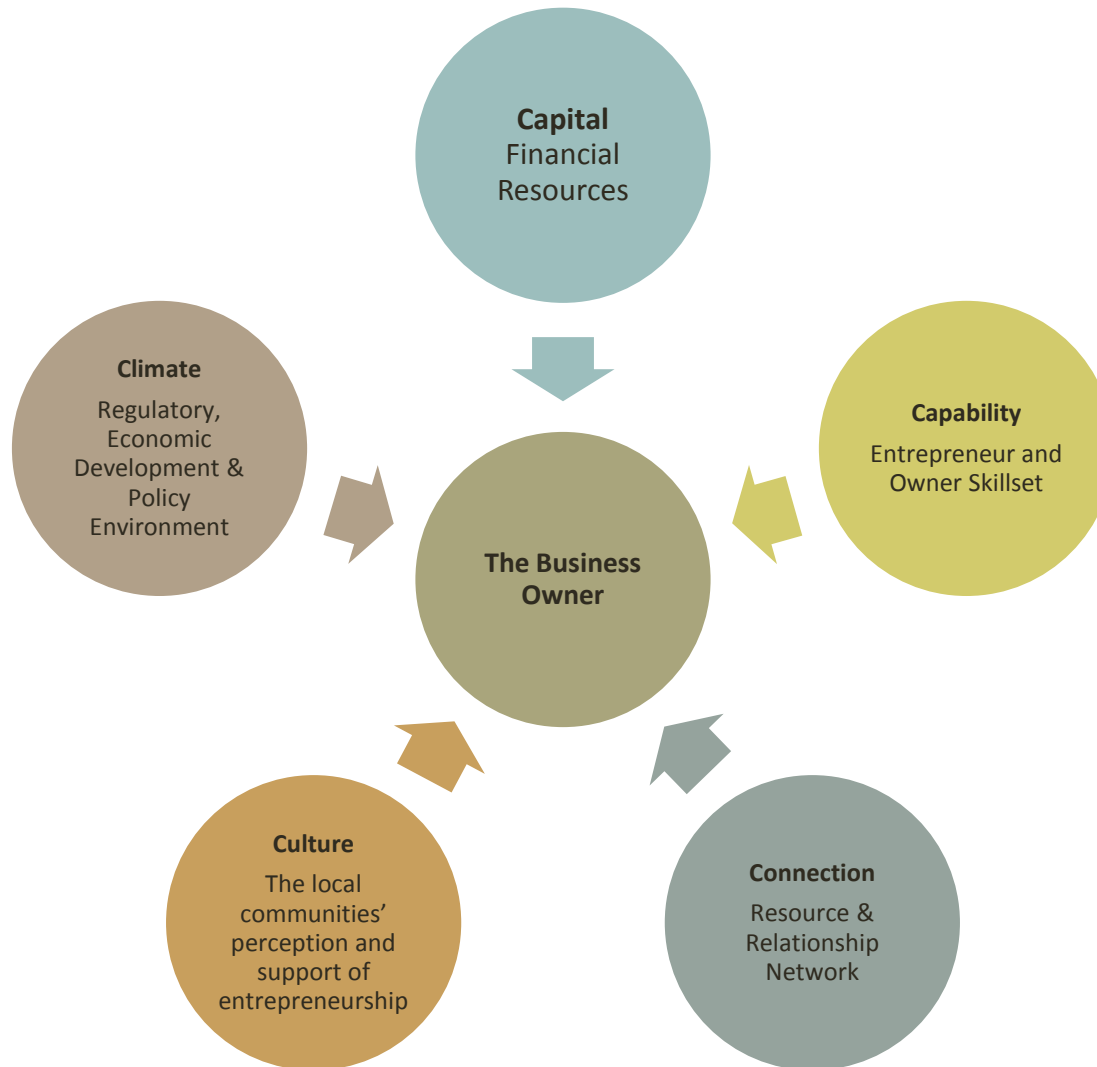 Capital
Financial
Resources
Climate
Regulatory,
Economic
Development &
Policy
Environment
Capability
Entrepreneur and
Owner Skillset
The Business
Owner
Culture
The local
communities’
perception and
support of
entrepreneurship
Connection
Resource &
Relationship
Network